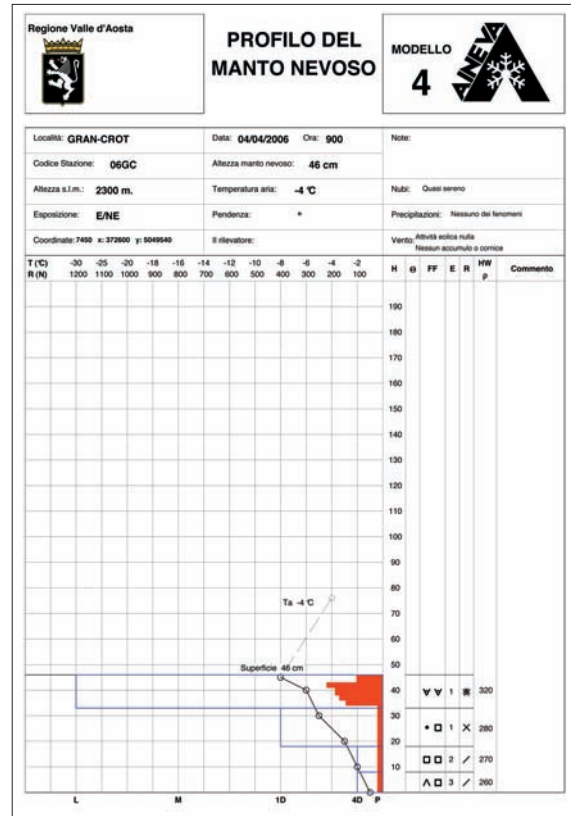 Regione Valle d'Aosta
PROFILO DEL
MANTO NEVOSO
MODELLO
4
AINEVA
Località: GRAN-CROT
Data: 04/04/2006 Ora: 900
Note:
Codice Stazione: 06GC
Altezza manto nevoso: 46 cm
Altezza s.l.m.: 2300 m.
Temperatura aria: -4 °C
Nubi: Quasi sereno
Esposizione: E/NE
Pendenza: °
Precipitazioni: Nessuno dei fenomeni
Coordinate: 7450 x: 372600 y: 5049540
Il rilevatore:
Vento: Attività eolica nulla
Nessun accumulo o cornice
T (°C) -30 -25 -20 -18 -16 -14 -12 -10 -8 -6 -4 -2
R (N) 1200 1100 1000 900 800 700 600 500 400 300 200 100
H Θ FF E R HW ρ Commento
190
180
170
160
150
140
130
120
110
100
90
80
Ta -4 °C
70
60
50
Superficie 46 cm
40 1 320
30
1 280
20
2 270
10
3 260
L M 1D 4D P